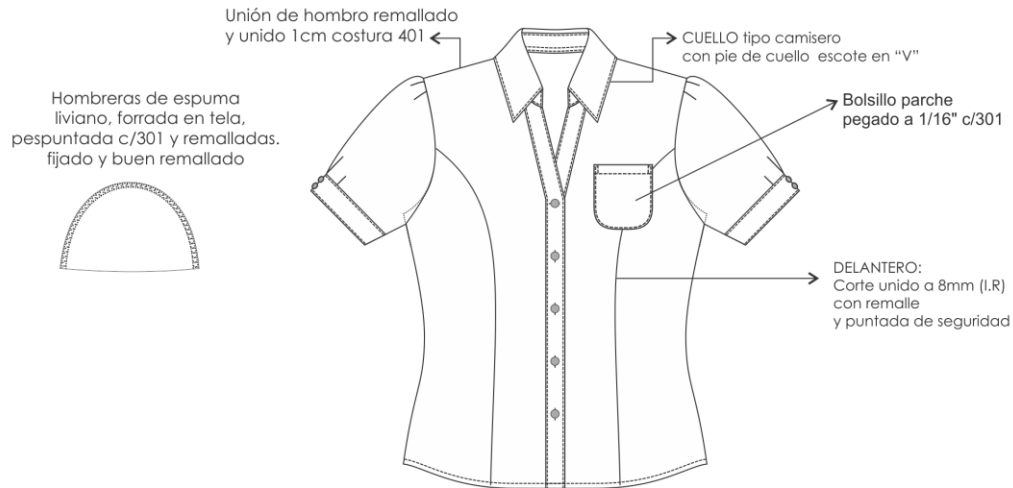 Unión de hombro remallado
y unido 1cm costura 401
CUELLO tipo camisero
con pie de cuello escote en "V"
Hombreras de espuma
liviano, forrada en tela,
pespuntada c/301 y remalladas.
fijado y buen remallado
Bolsillo parche
pegado a 1/16" c/301
DELANTERO:
Corte unido a 8mm (I.R)
con remalle
y puntada de seguridad